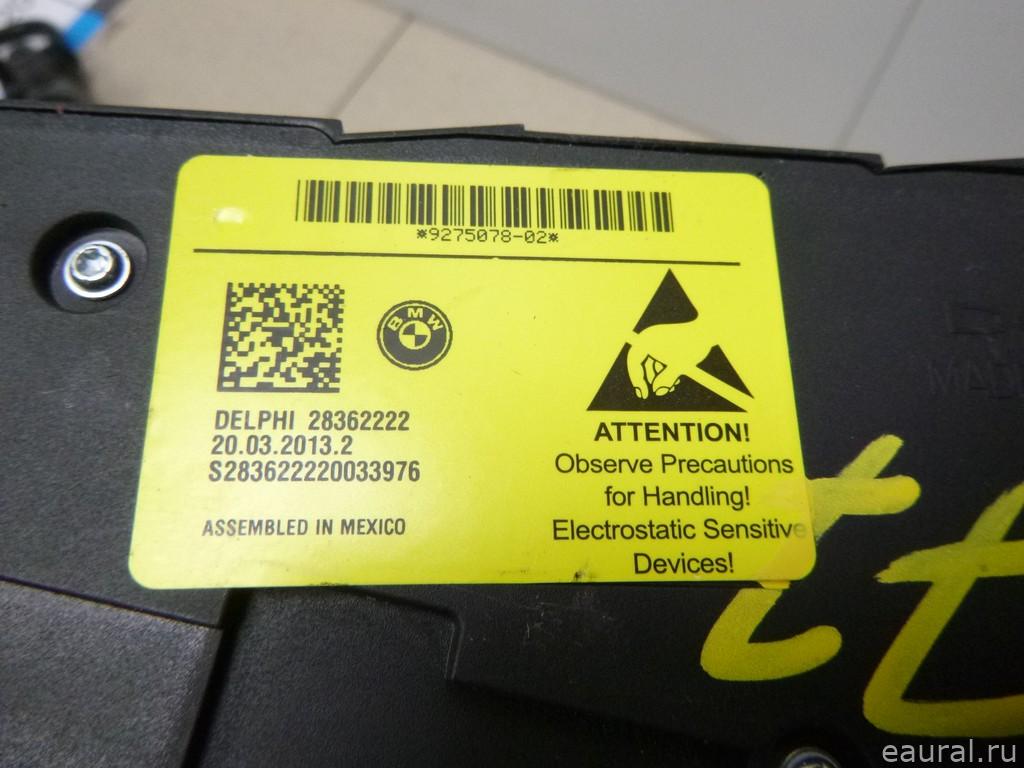 *9275078-02*
BMW
DELPHI 28362222
20.03.2013.2
S283622220033976
ASSEMBLED IN MEXICO
ATTENTION!
Observe Precautions
for Handling!
Electrostatic Sensitive
Devices!
tt
eaural.ru